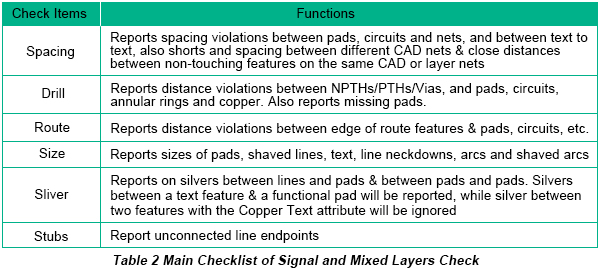 Check Items
Functions
Spacing
Reports spacing violations between pads, circuits and nets, and between text to
text, also shorts and spacing between different CAD nets & close distances
between non-touching features on the same CAD or layer nets
Drill
Reports distance violations between NPTHs/PTHs/Vias, and pads, circuits,
annular rings and copper. Also reports missing pads.
Route
Reports distance violations between edge of route features & pads, circuits, etc.
Size
Reports sizes of pads, shaved lines, text, line neckdowns, arcs and shaved arcs
Sliver
Reports on silvers between lines and pads & between pads and pads. Silvers
between a text feature & a functional pad will be reported, while silver between
two features with the Copper Text attribute will be ignored
Stubs
Report unconnected line endpoints
Table 2 Main Checklist of Signal and Mixed Layers Check